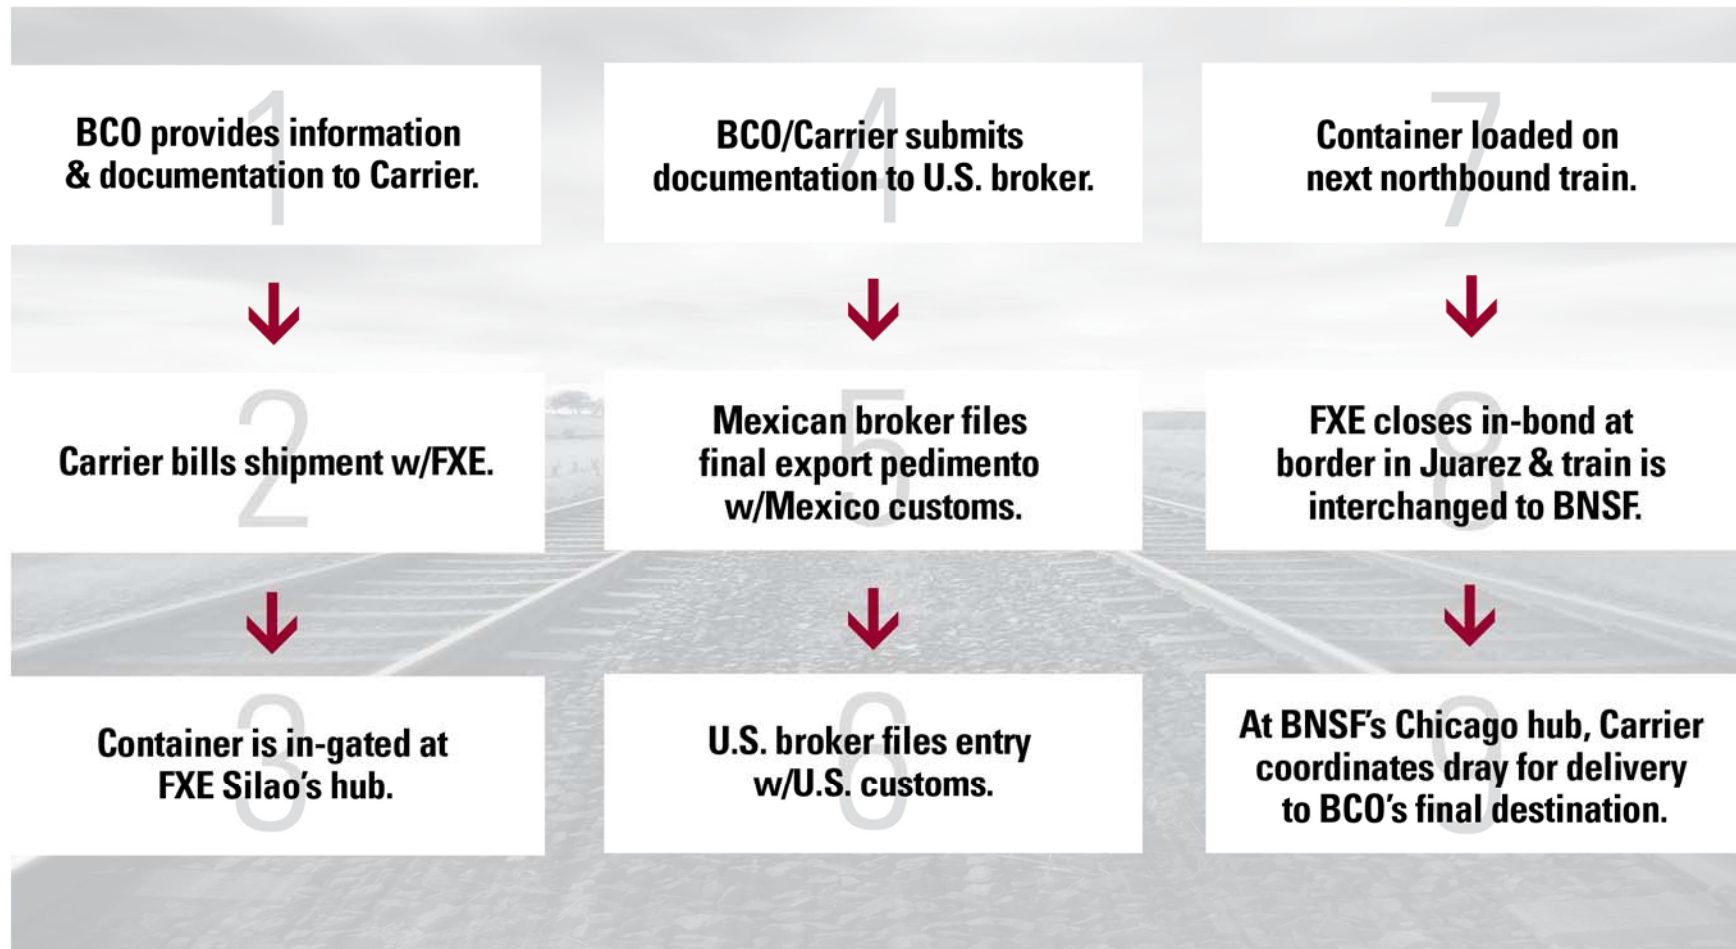 1
BCO provides information
& documentation to Carrier.
2
Carrier bills shipment w/FXE.
3
Container is in-gated at
FXE Silao’s hub.
4
BCO/Carrier submits
documentation to U.S. broker.
5
Mexican broker files
final export pedimento
w/Mexico customs.
6
U.S. broker files entry
w/U.S. customs.
7
Container loaded on
next northbound train.
8
FXE closes in-bond at
border in Juarez & train is
interchanged to BNSF.
9
At BNSF’s Chicago hub, Carrier
coordinates dray for delivery
to BCO’s final destination.